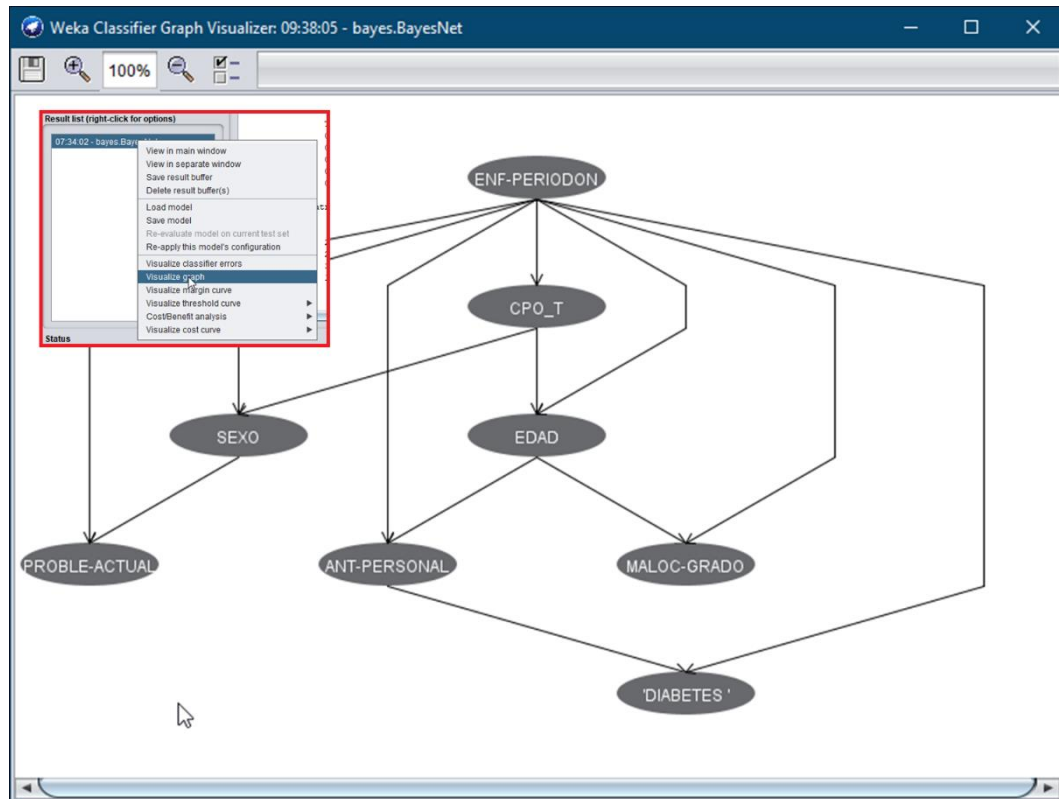 Weka Classifier Graph Visualizer: 09:38:05 - bayes.BayesNet
100%
Result list (right-click for options)
07:34:02 - bayes.Baye
View in main window
View in separate window
Save result buffer
Delete result buffer(s)
Load model
Save model
Re-evaluate model on current test set
Re-apply this model's configuration
Visualize classifier errors
Visualize graph
Visualize margin curve
Visualize threshold curve
Cost/Benefit analysis
Visualize cost curve
Status
ENF-PERIODON
CPO_T
SEXO
EDAD
PROBLE-ACTUAL
ANT-PERSONAL
MALOC-GRADO
'DIABETES '